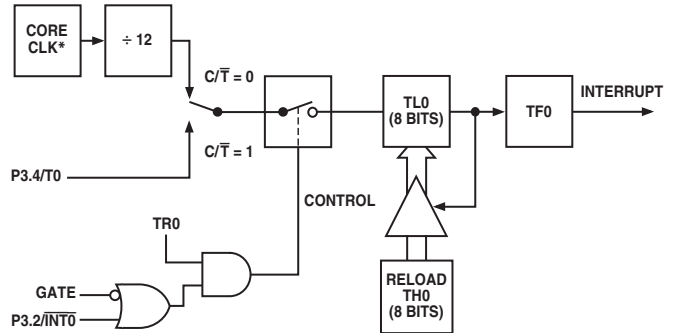 CORE
CLK*
÷ 12
C/T̅ = 0
C/T̅ = 1
P3.4/T0
TL0
(8 BITS)
TF0
INTERRUPT
CONTROL
TR0
GATE
P3.2/I̅N̅T̅0̅
RELOAD
TH0
(8 BITS)